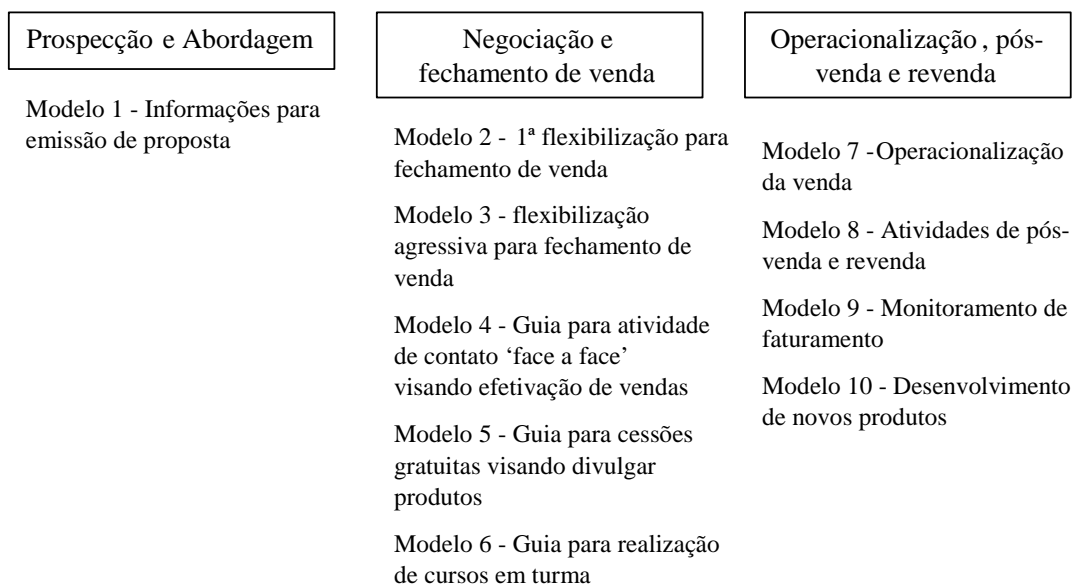 Prospecção e Abordagem
Modelo 1 - Informações para
emissão de proposta
Negociação e
fechamento de venda
Modelo 2 - 1ª flexibilização para
fechamento de venda
Modelo 3 - flexibilização
agressiva para fechamento de
venda
Modelo 4 - Guia para atividade
de contato ‘face a face’
visando efetivação de vendas
Modelo 5 - Guia para cessões
gratuitas visando divulgar
produtos
Modelo 6 - Guia para realização
de cursos em turma
Operacionalização , pós-
venda e revenda
Modelo 7 -Operacionalização
da venda
Modelo 8 - Atividades de pós-
venda e revenda
Modelo 9 - Monitoramento de
faturamento
Modelo 10 - Desenvolvimento
de novos produtos